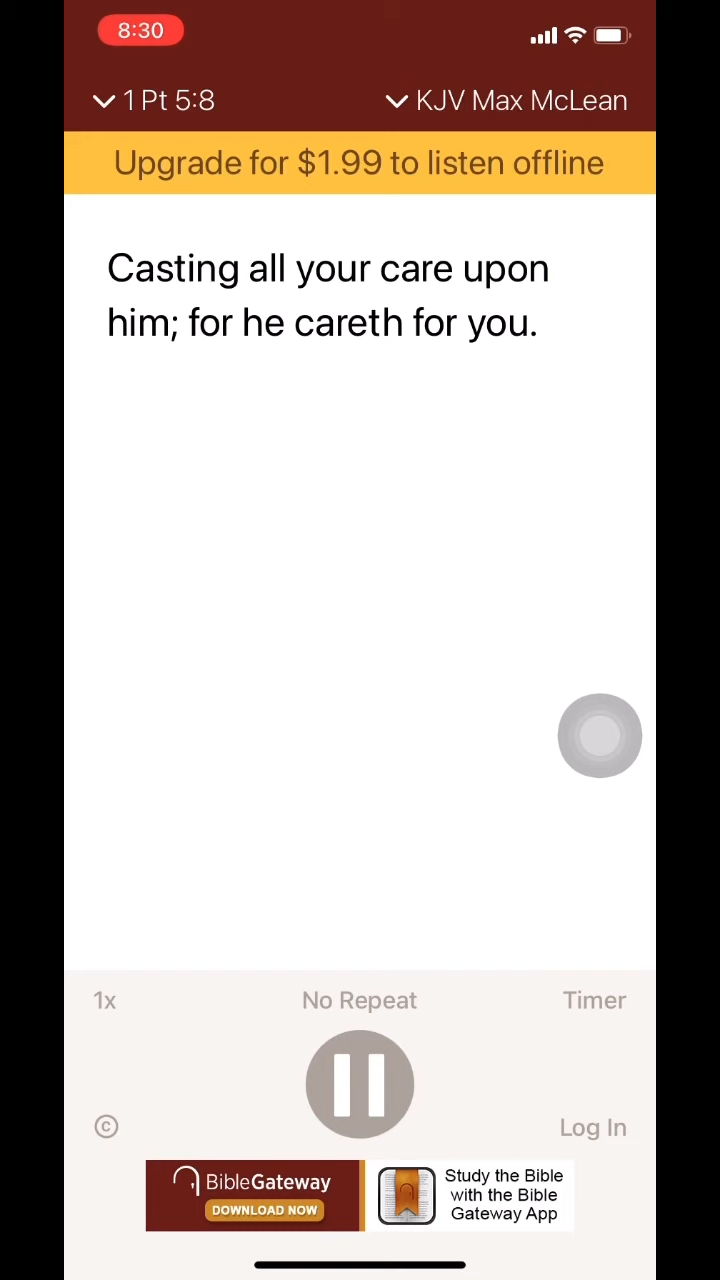 8:30
1 Pt 5:8
KJV Max McLean
Upgrade for $1.99 to listen offline
Casting all your care upon
him; for he careth for you.
1x
No Repeat
Timer
©
Log In
BibleGateway
DOWNLOAD NOW
Study the Bible
with the Bible
Gateway App